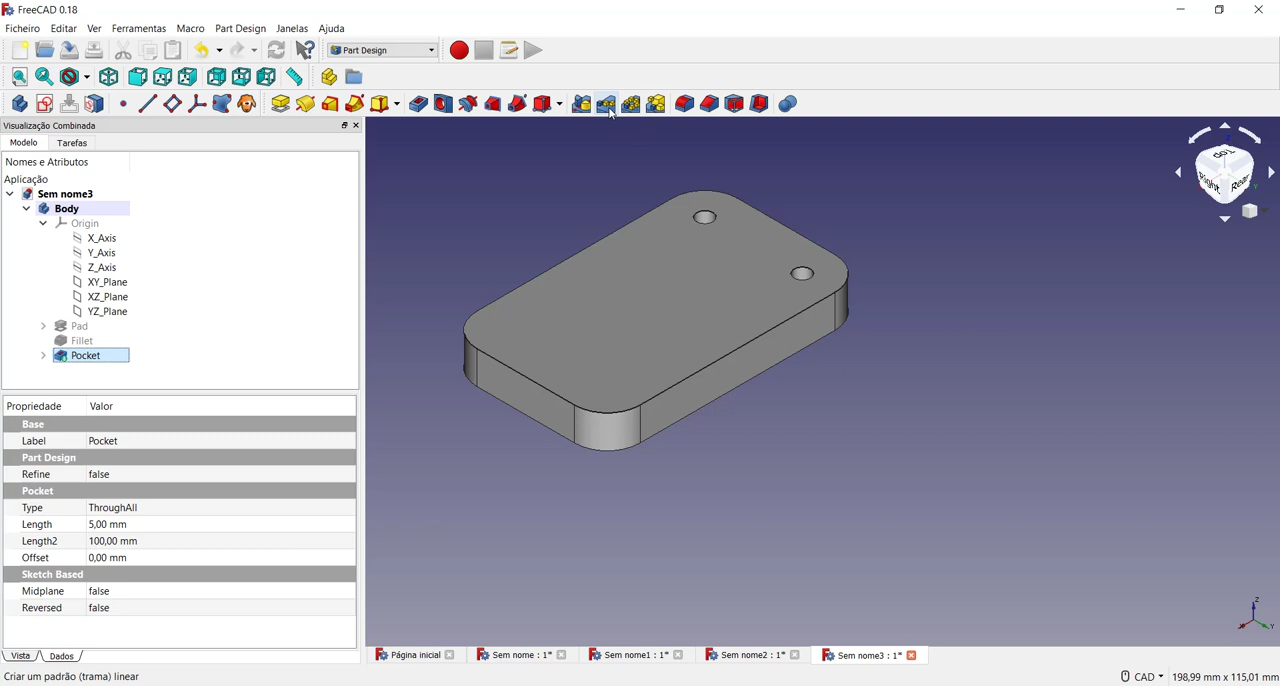 FreeCAD 0.18
Ficheiro Editar Ver Ferramentas Macro Part Design Janelas Ajuda
Part Design
Visualização Combinada
Modelo Tarefas
Nomes e Atributos
Aplicação
Sem nome3
Body
Origin
X_Axis
Y_Axis
Z_Axis
XY_Plane
XZ_Plane
YZ_Plane
Pad
Fillet
Pocket
Propriedade Valor
Base
Label Pocket
Part Design
Refine false
Pocket
Type ThroughAll
Length 5,00 mm
Length2 100,00 mm
Offset 0,00 mm
Sketch Based
Midplane false
Reversed false
Vista Dados
Top
Right Rear
Z
X Y
Página inicial Sem nome : 1* Sem nome1 : 1* Sem nome2 : 1* Sem nome3 : 1*
Criar um padrão (trama) linear CAD 198,99 mm x 115,01 mm